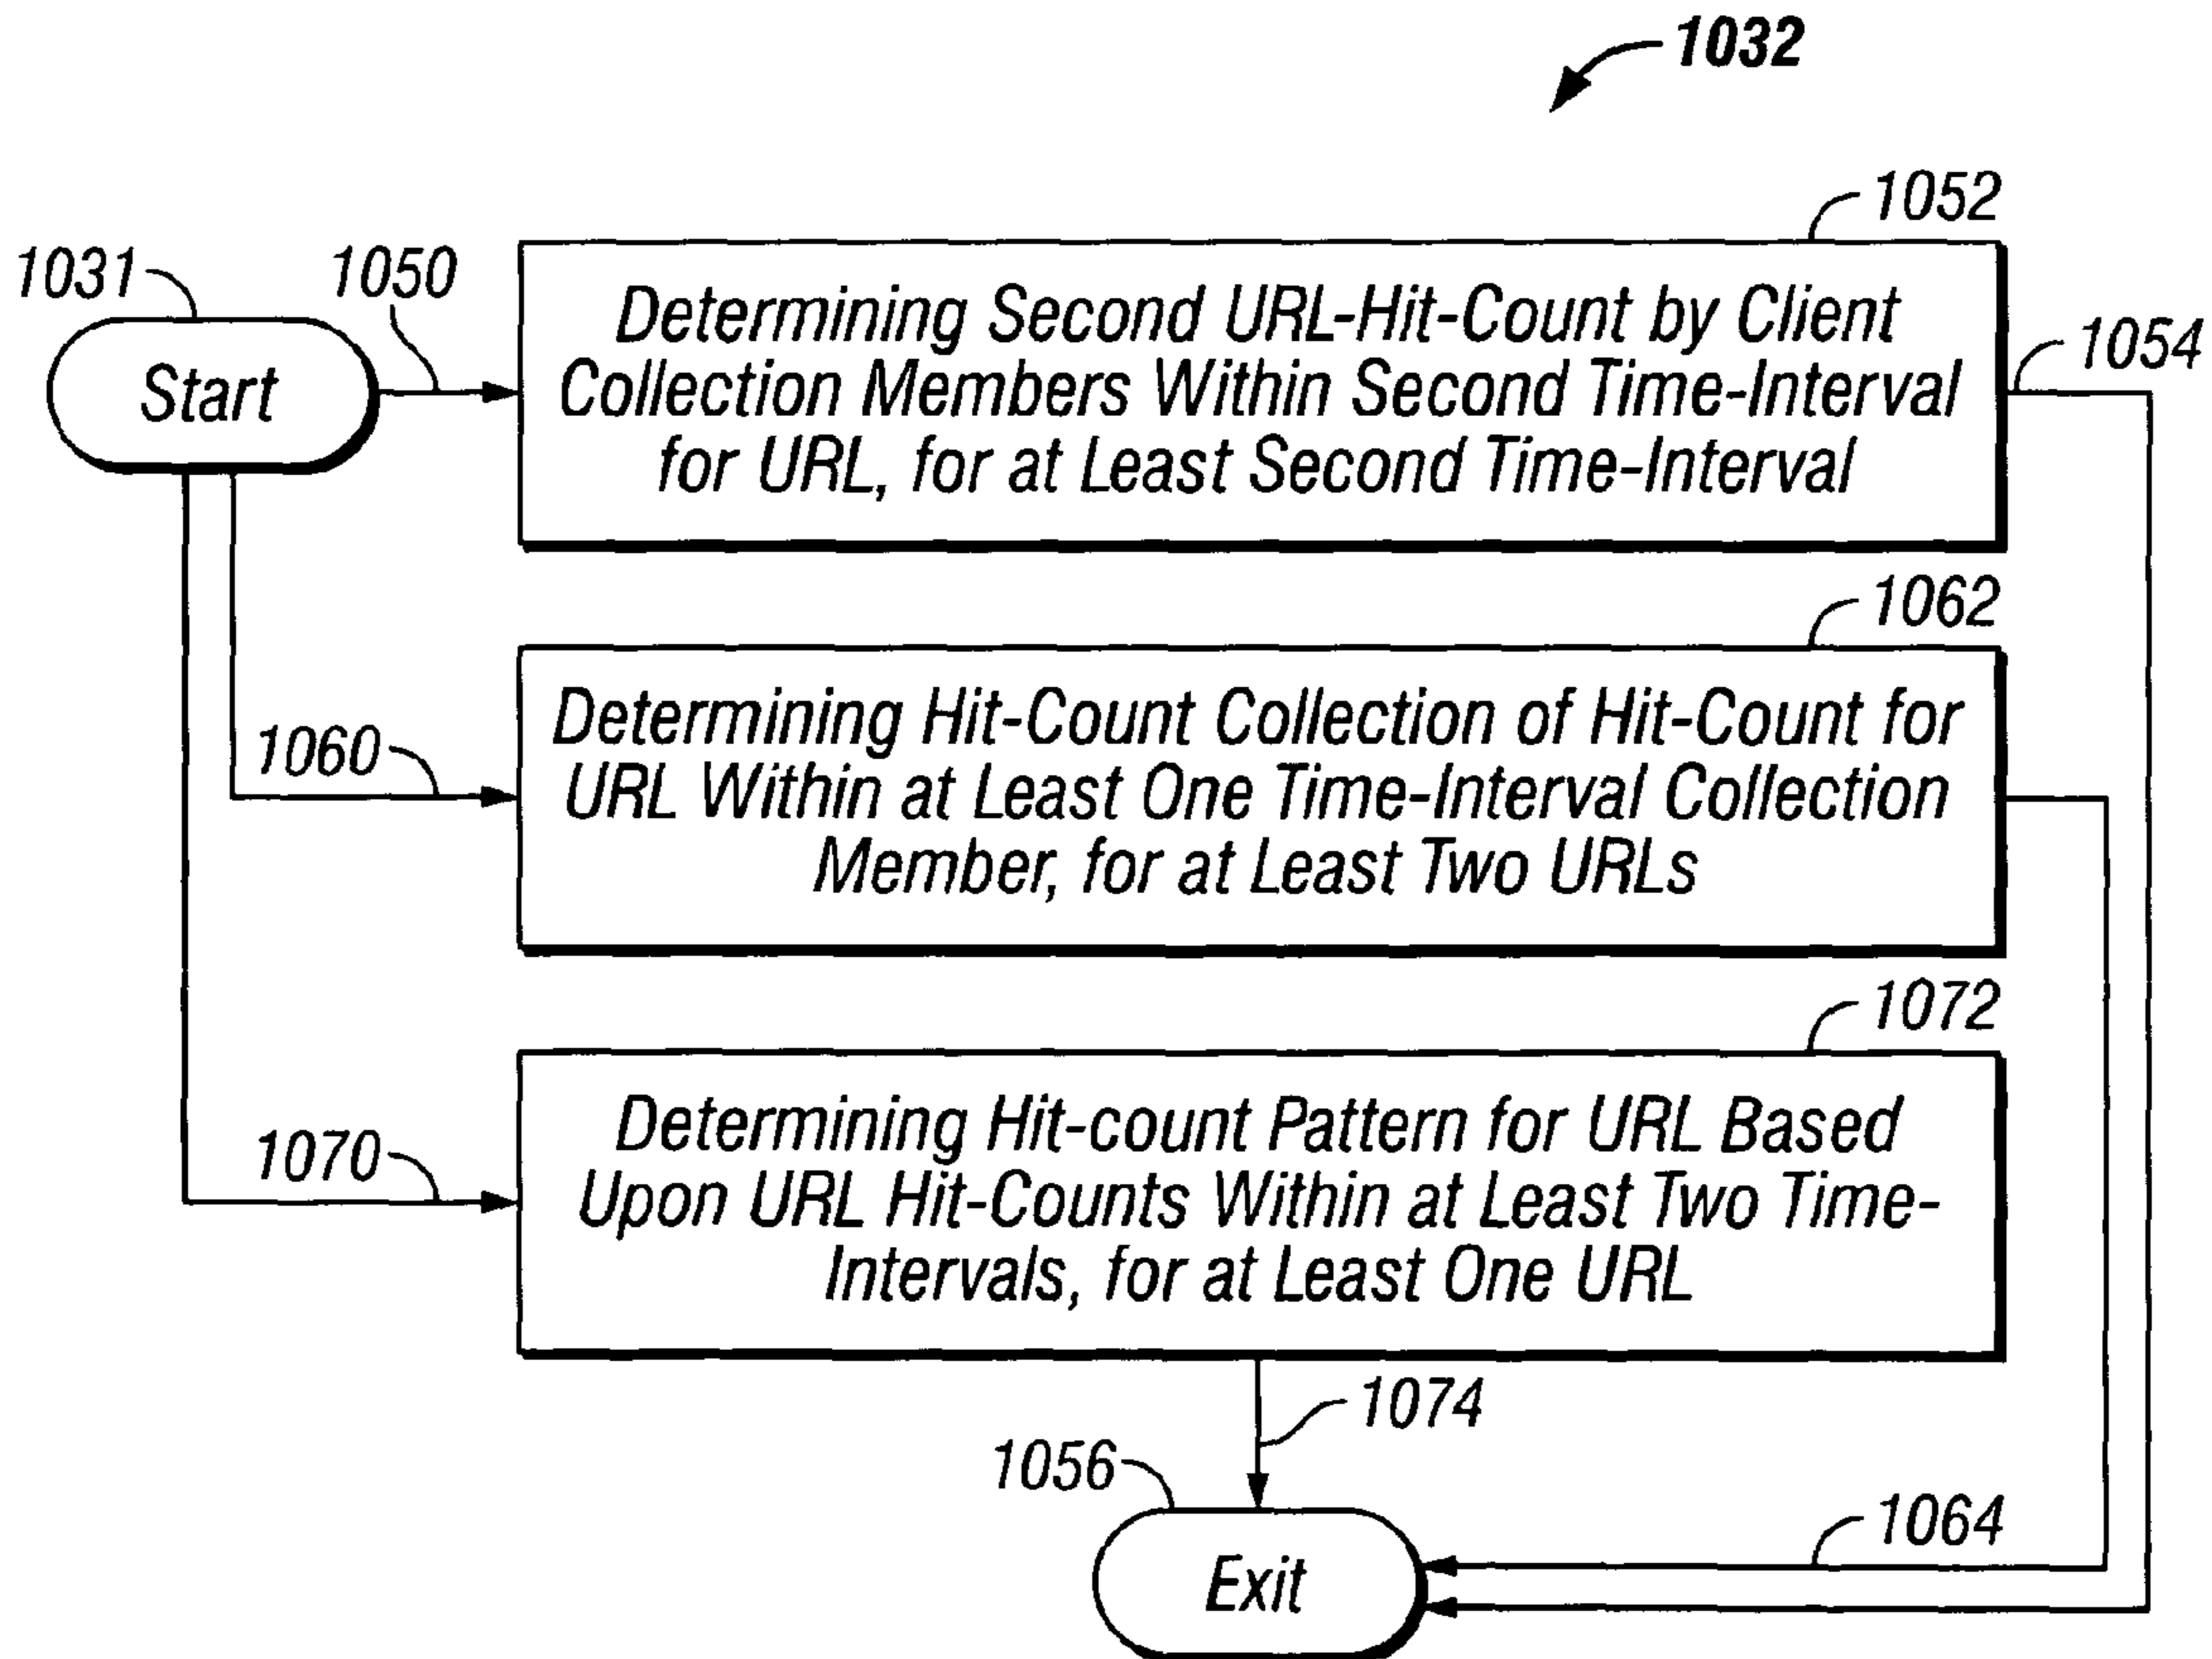 1032
1052
1031
1050
Determining Second URL-Hit-Count by Client
Collection Members Within Second Time-Interval
for URL, for at Least Second Time-Interval
1054
Start
1062
Determining Hit-Count Collection of Hit-Count for
URL Within at Least One Time-Interval Collection
Member, for at Least Two URLs
1060
1072
Determining Hit-count Pattern for URL Based
Upon URL Hit-Counts Within at Least Two Time-
Intervals, for at Least One URL
1070
1074
1056
1064
Exit